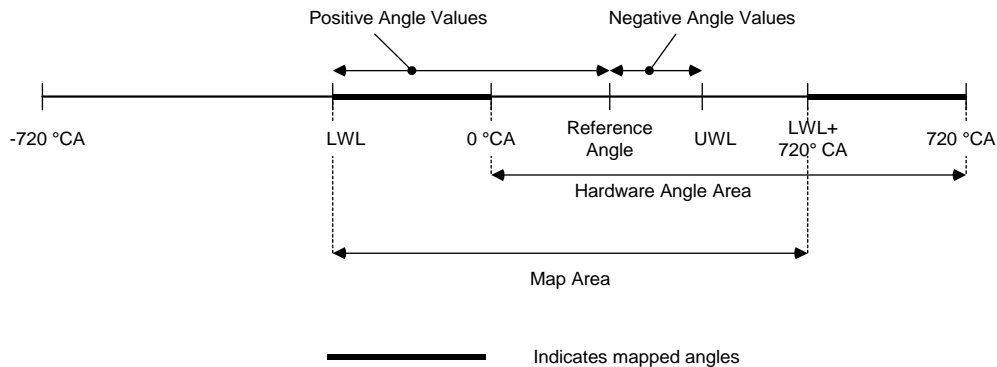 Positive Angle Values
Negative Angle Values
-720 °CA
LWL
0 °CA
Reference
Angle
UWL
LWL+
720° CA
720 °CA
Hardware Angle Area
Map Area
Indicates mapped angles